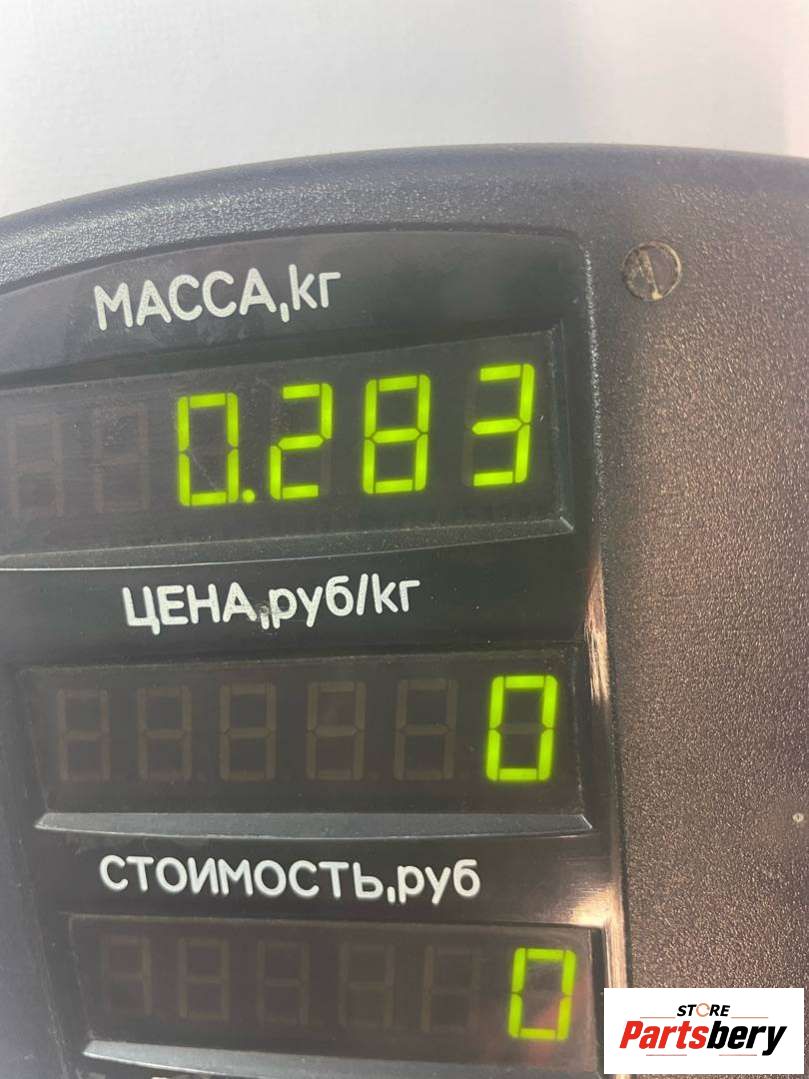 МАССА,кг
0.283
ЦЕНА,руб/кг
0
СТОИМОСТЬ,руб
0
STORE
Partsbery